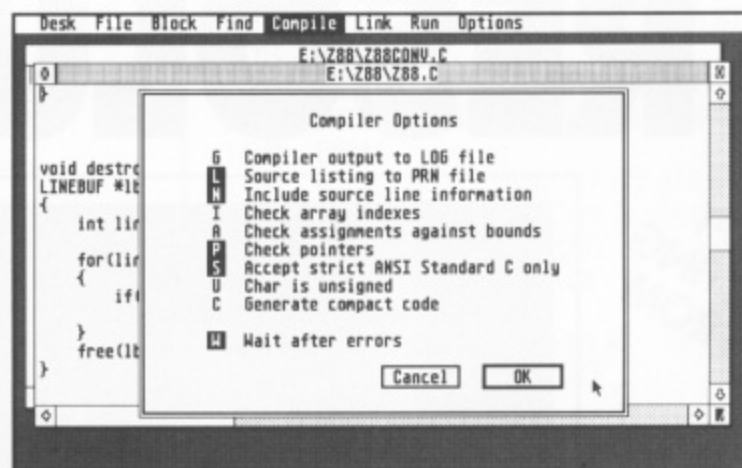 Desk File Block Find Compile Link Run Options
E:\Z88\Z88CONV.C
E:\Z88\Z88.C
}
Compiler Options
G Compiler output to LOG file
L Source listing to PRN file
N Include source line information
I Check array indexes
A Check assignments against bounds
P Check pointers
S Accept strict ANSI Standard C only
U Char is unsigned
C Generate compact code
W Wait after errors
Cancel OK
void destro
LINEBUF *lb
{
int lin
for(lin
{
if(
}
free(lb
}